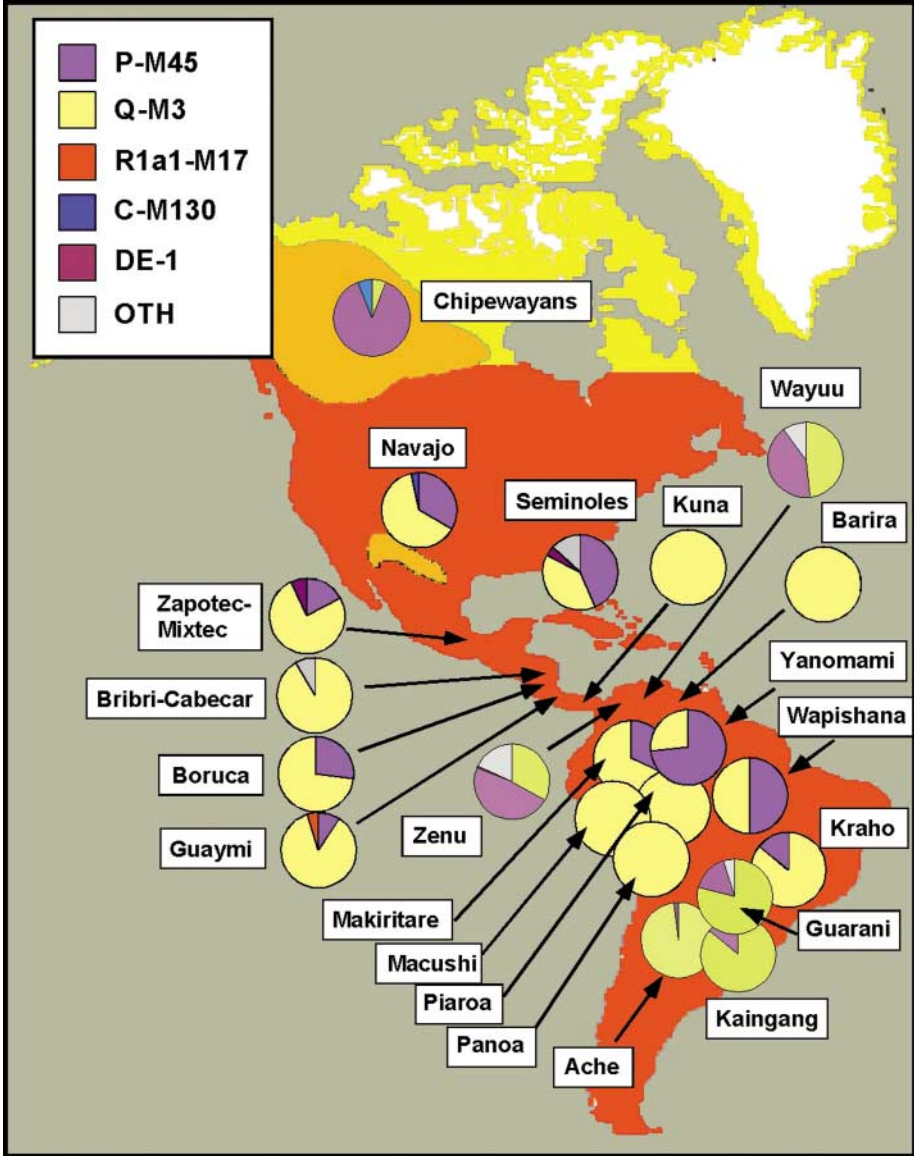 P-M45
Q-M3
R1a1-M17
C-M130
DE-1
OTH
Chipewayans
Wayuu
Navajo
Seminoles
Kuna
Barira
Zapotec-
Mixtec
Yanomami
Bribri-Cabecar
Wapishana
Boruca
Zenu
Kraho
Guaymi
Makiritare
Guarani
Macushi
Piaroa
Kaingang
Panoa
Ache